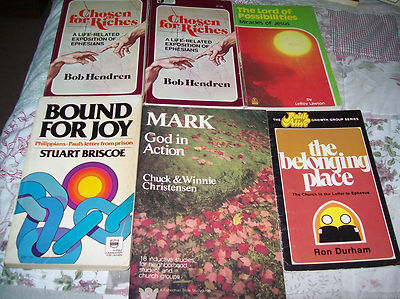 Chosen
for Riches
A LIFE-RELATED
EXPOSITION OF
EPHESIANS
Bob Hendren
Chosen
for Riches
A LIFE-RELATED
EXPOSITION OF
EPHESIANS
Bob Hendren
The Lord of
Possibilities
Miracles of Jesus
by
LeRoy Lawson
BOUND
FOR JOY
Philippians - Paul's letter from prison
STUART BRISCOE
MARK
God in
Action
Chuck & Winnie
Christensen
18 inductive studies for
neighborhood
student, and
church groups
THE Faith Alive GROWTH GROUP SERIES
the
belonging
place
The Church in the Letter to Ephesus
Ron Durham